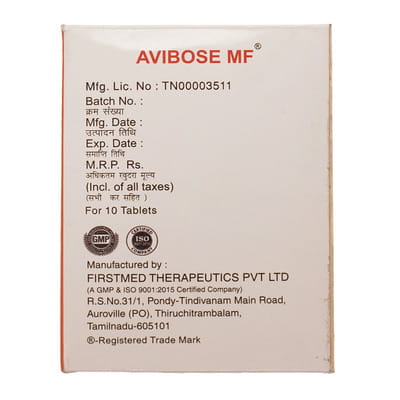 AVIBOSE MF®
Mfg. Lic. No : TN00003511
Batch No. :
क्रम संख्या
Mfg. Date :
उत्पादन तिथि
Exp. Date :
समाप्ति तिथि
M.R.P. Rs.
अधिकतम खुदरा मूल्य
(Incl. of all taxes)
(सभी कर सहित)
For 10 Tablets
GMP
ISO
Manufactured by :
FIRSTMED THERAPEUTICS PVT LTD
(A GMP & ISO 9001:2015 Certified Company)
R.S.No.31/1, Pondy-Tindivanam Main Road,
Auroville (PO), Thiruchitrambalam,
Tamilnadu-605101
®-Registered Trade Mark